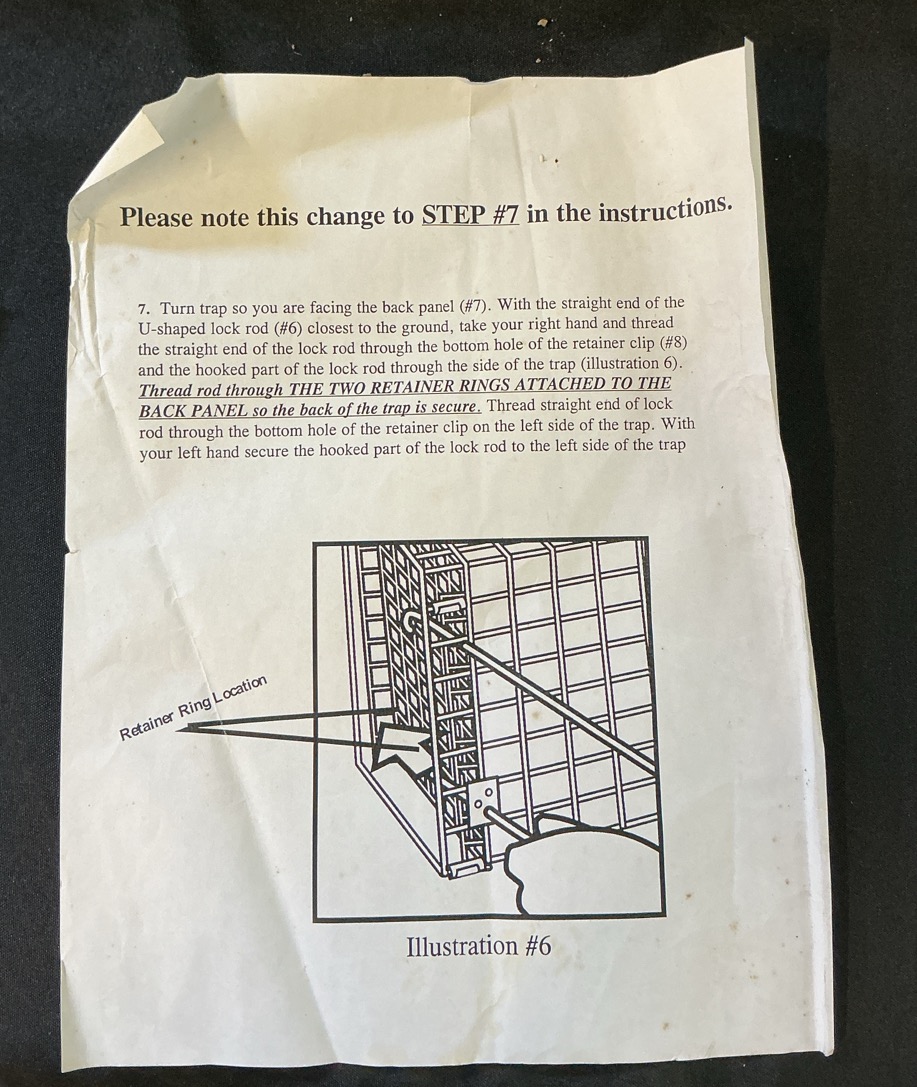 Please note this change to STEP #7 in the instructions.
7. Turn trap so you are facing the back panel (#7). With the straight end of the
U-shaped lock rod (#6) closest to the ground, take your right hand and thread
the straight end of the lock rod through the bottom hole of the retainer clip (#8)
and the hooked part of the lock rod through the side of the trap (illustration 6).
Thread rod through THE TWO RETAINER RINGS ATTACHED TO THE
BACK PANEL so the back of the trap is secure. Thread straight end of lock
rod through the bottom hole of the retainer clip on the left side of the trap. With
your left hand secure the hooked part of the lock rod to the left side of the trap
Retainer Ring Location
Illustration #6